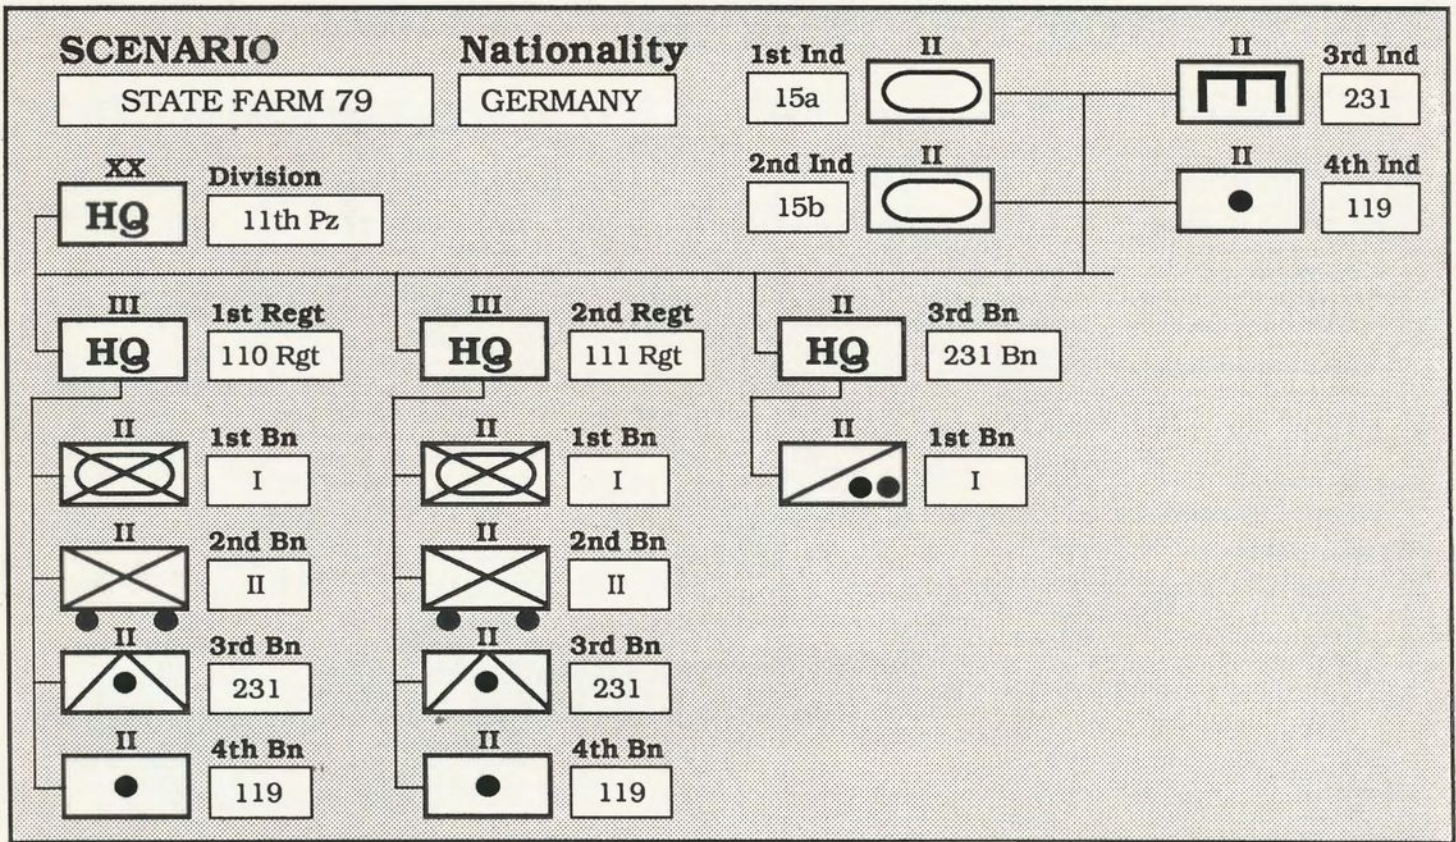 SCENARIO
STATE FARM 79
Nationality
GERMANY
1st Ind
15a
II
II
3rd Ind
231
2nd Ind
15b
II
II
4th Ind
119
XX
HQ
Division
11th Pz
III
HQ
1st Regt
110 Rgt
III
HQ
2nd Regt
111 Rgt
II
HQ
3rd Bn
231 Bn
II
1st Bn
I
II
2nd Bn
II
II
3rd Bn
231
II
4th Bn
119
II
1st Bn
I
II
2nd Bn
II
II
3rd Bn
231
II
4th Bn
119
II
1st Bn
I